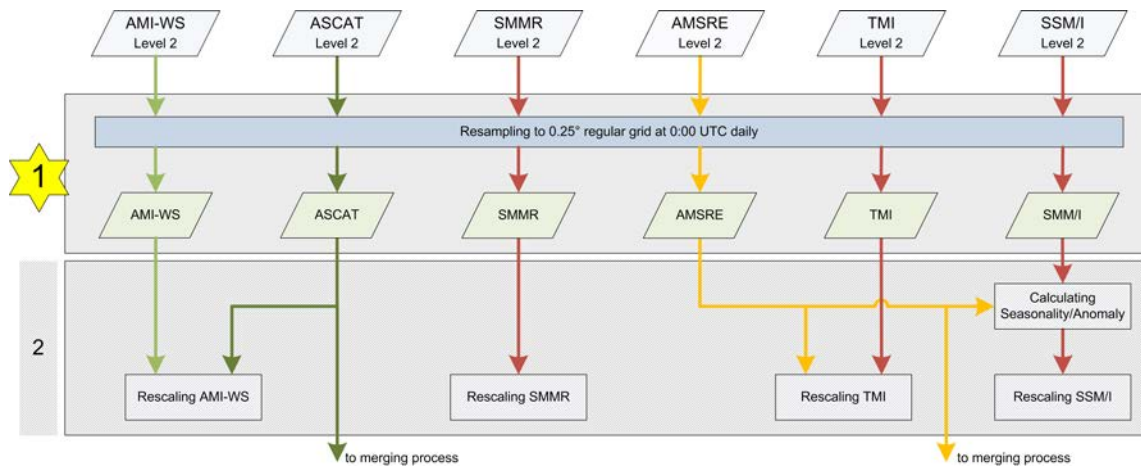 AMI-WS
Level 2
ASCAT
Level 2
SMMR
Level 2
AMSRE
Level 2
TMI
Level 2
SSM/I
Level 2
Resampling to 0.25° regular grid at 0:00 UTC daily
1
AMI-WS
ASCAT
SMMR
AMSRE
TMI
SMM/I
2
Calculating
Seasonality/Anomaly
Rescaling AMI-WS
Rescaling SMMR
Rescaling TMI
Rescaling SSM/I
to merging process
to merging process